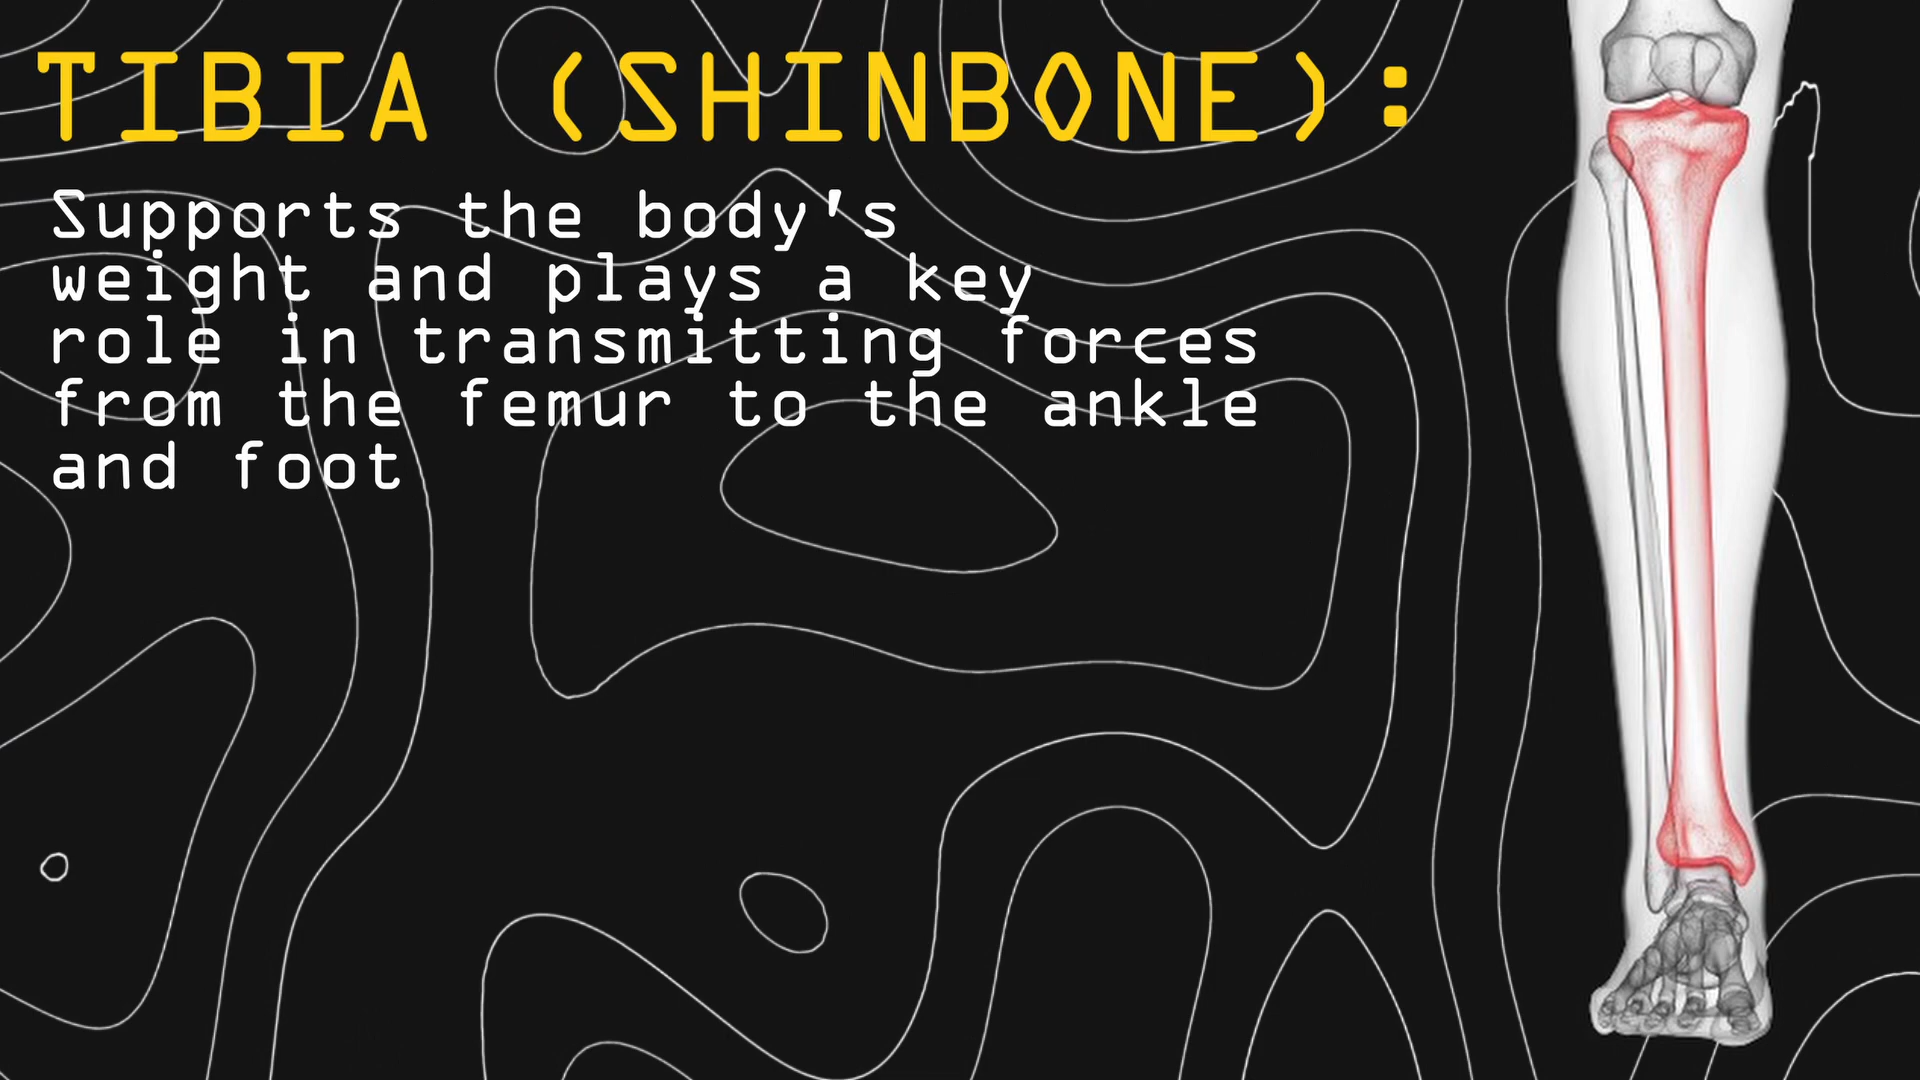 TIBIA (SHINBONE):
Supports the body's
weight and plays a key
role in transmitting forces
from the femur to the ankle
and foot